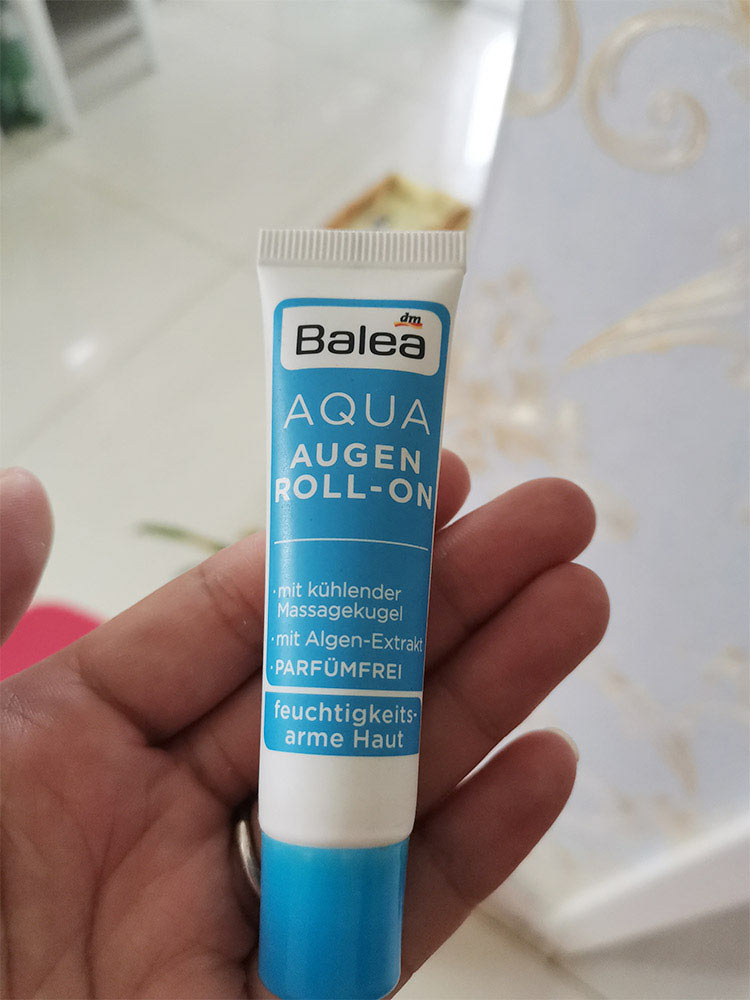 dm
Balea
AQUA
AUGEN
ROLL-ON
·mit kühlender
Massagekugel
·mit Algen-Extrakt
·PARFÜMFREI
feuchtigkeits-
arme Haut